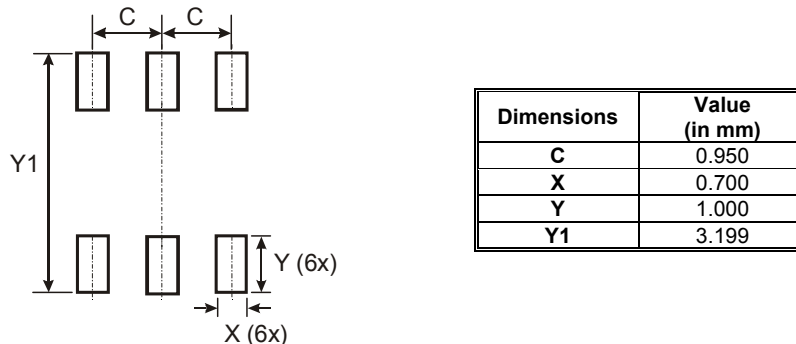 C C
Y1
Y (6x)
X (6x)
Dimensions Value (in mm)
C 0.950
X 0.700
Y 1.000
Y1 3.199